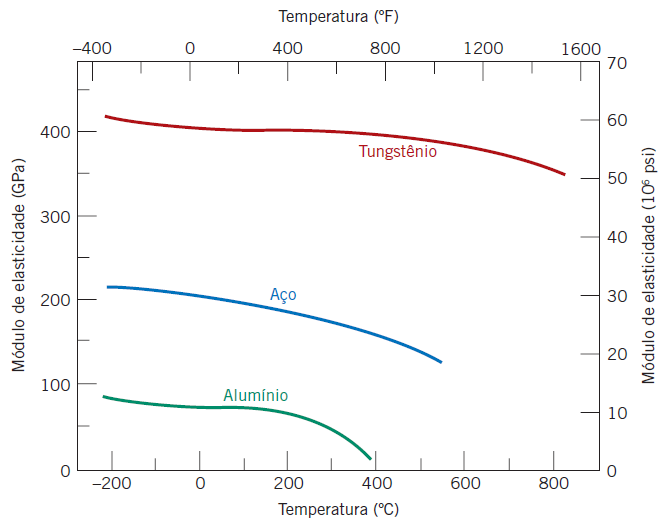 Temperatura (°F)
–400 0 400 800 1200 1600
70
60
50
40
30
20
10
0
Módulo de elasticidade (10⁶ psi)
400
300
200
100
0
Módulo de elasticidade (GPa)
Tungstênio
Aço
Alumínio
–200 0 200 400 600 800
Temperatura (°C)